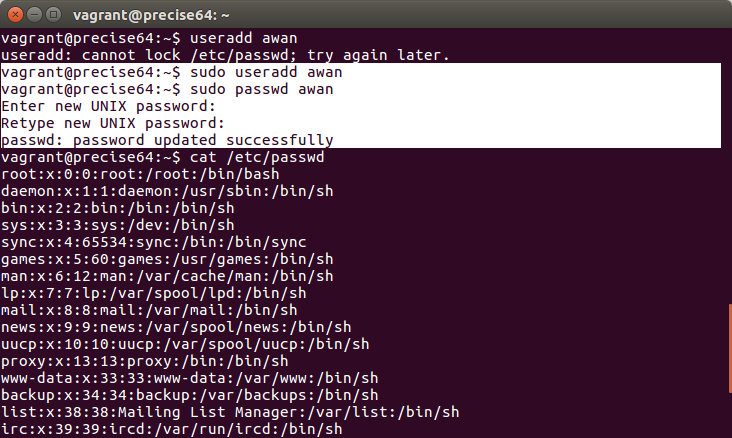 vagrant@precise64: ~
vagrant@precise64:~$ useradd awan
useradd: cannot lock /etc/passwd; try again later.
vagrant@precise64:~$ sudo useradd awan
vagrant@precise64:~$ sudo passwd awan
Enter new UNIX password:
Retype new UNIX password:
passwd: password updated successfully
vagrant@precise64:~$ cat /etc/passwd
root:x:0:0:root:/root:/bin/bash
daemon:x:1:1:daemon:/usr/sbin:/bin/sh
bin:x:2:2:bin:/bin:/bin/sh
sys:x:3:3:sys:/dev:/bin/sh
sync:x:4:65534:sync:/bin:/bin/sync
games:x:5:60:games:/usr/games:/bin/sh
man:x:6:12:man:/var/cache/man:/bin/sh
lp:x:7:7:lp:/var/spool/lpd:/bin/sh
mail:x:8:8:mail:/var/mail:/bin/sh
news:x:9:9:news:/var/spool/news:/bin/sh
uucp:x:10:10:uucp:/var/spool/uucp:/bin/sh
proxy:x:13:13:proxy:/bin:/bin/sh
www-data:x:33:33:www-data:/var/www:/bin/sh
backup:x:34:34:backup:/var/backups:/bin/sh
list:x:38:38:Mailing List Manager:/var/list:/bin/sh
irc:x:39:39:ircd:/var/run/ircd:/bin/sh